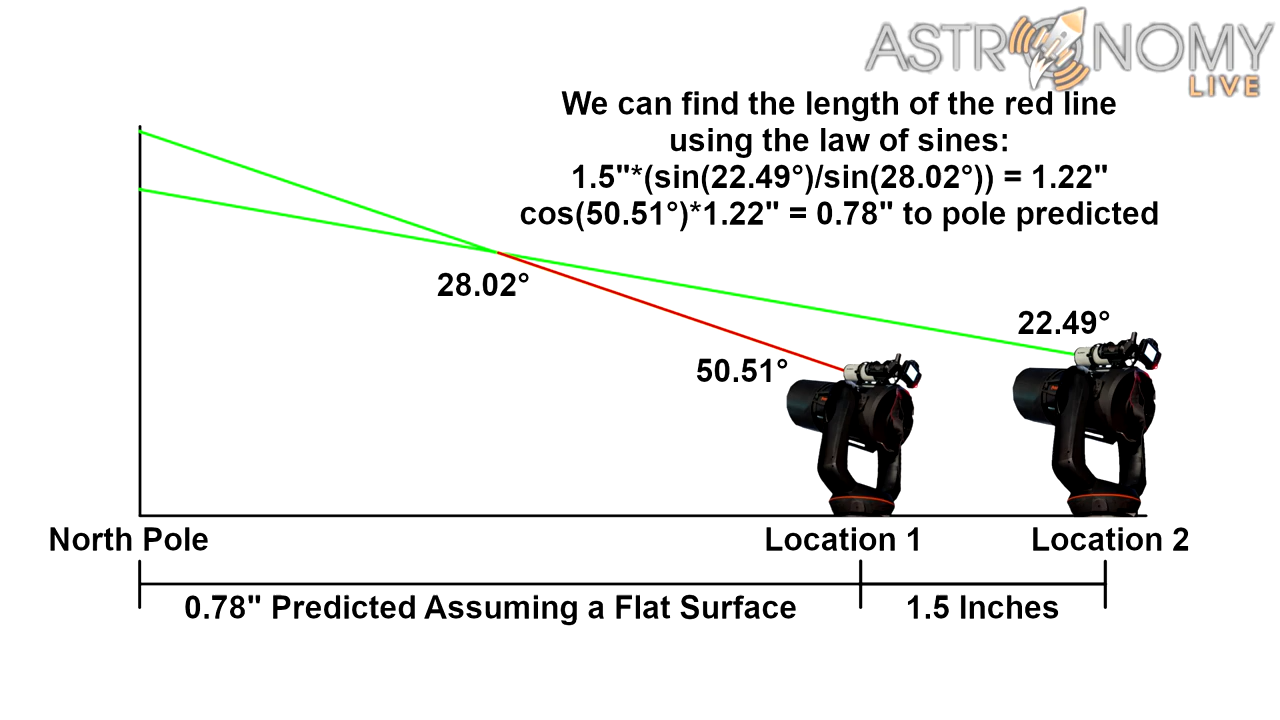 ASTRONOMY
LIVE
We can find the length of the red line
using the law of sines:
1.5"*(sin(22.49°)/sin(28.02°)) = 1.22"
cos(50.51°)*1.22" = 0.78" to pole predicted
28.02°
22.49°
50.51°
North Pole
Location 1
Location 2
0.78" Predicted Assuming a Flat Surface
1.5 Inches